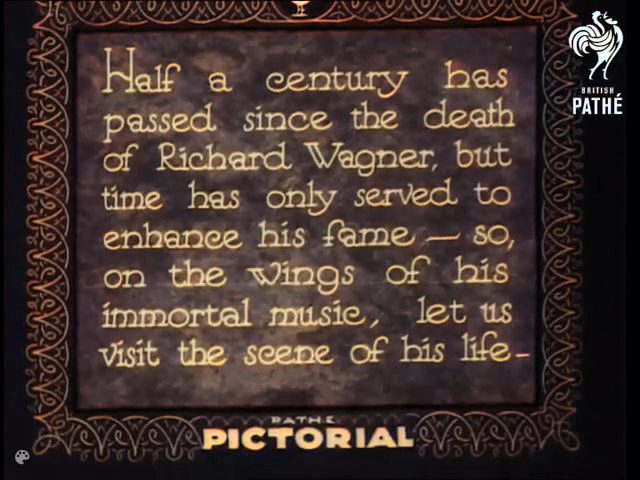 Half a century has
passed since the death
of Richard Wagner, but
time has only served to
enhance his fame — so,
on the wings of his
immortal music, let us
visit the scene of his life-
PATHE
PICTORIAL
BRITISH
PATHÉ